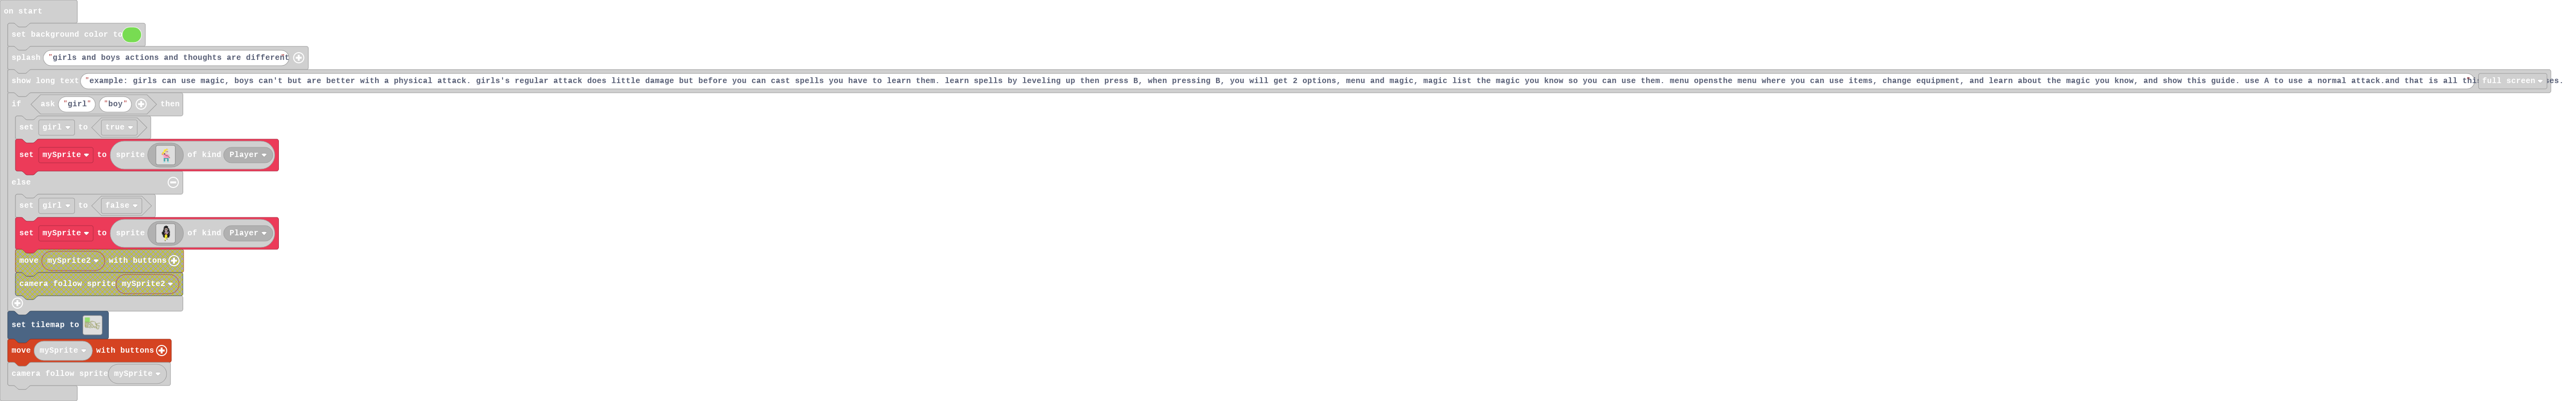 on start
set background color to
splash "girls and boys actions and thoughts are different
show long text "example: girls can use magic, boys can't but are better with a physical attack. girls's regular attack does little damage but before you can cast spells you have to learn them. learn spells by leveling up then press B, when pressing B, you will get 2 options, menu and magic, magic list the magic you know so you can use them. menu opensthe menu where you can use items, change equipment, and learn about the magic you know, and show this guide. use A to use a normal attack.and that is all full screen
if ask "girl" "boy" then
set girl to true
set mySprite to sprite of kind Player
else
set girl to false
set mySprite to sprite of kind Player
move mySprite2 with buttons
camera follow sprite mySprite2
set tilemap to
move mySprite with buttons
camera follow sprite mySprite